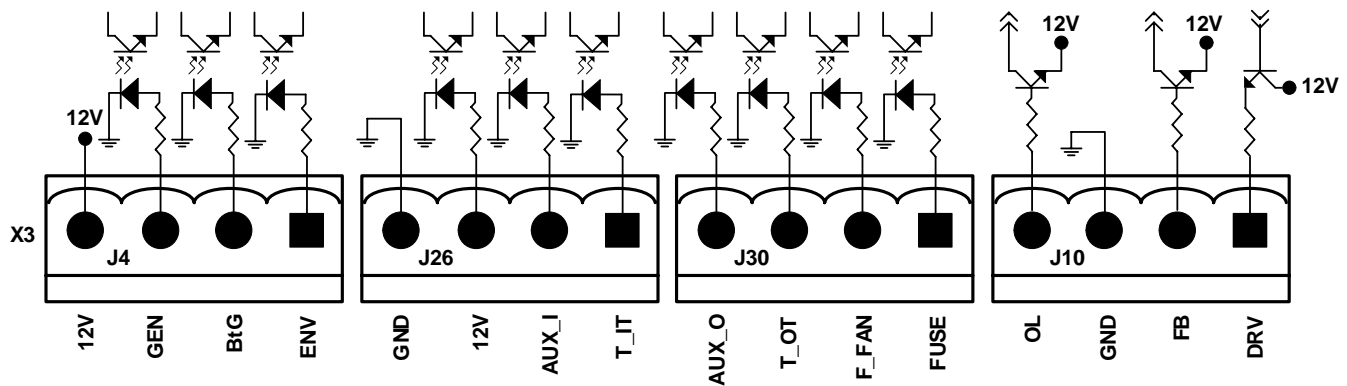 12V
12V
12V
12V
X3
J4
J26
J30
J10
12V
GEN
BtG
ENV
GND
12V
AUX_I
T_IT
AUX_O
T_OT
F_FAN
FUSE
OL
GND
FB
DRV